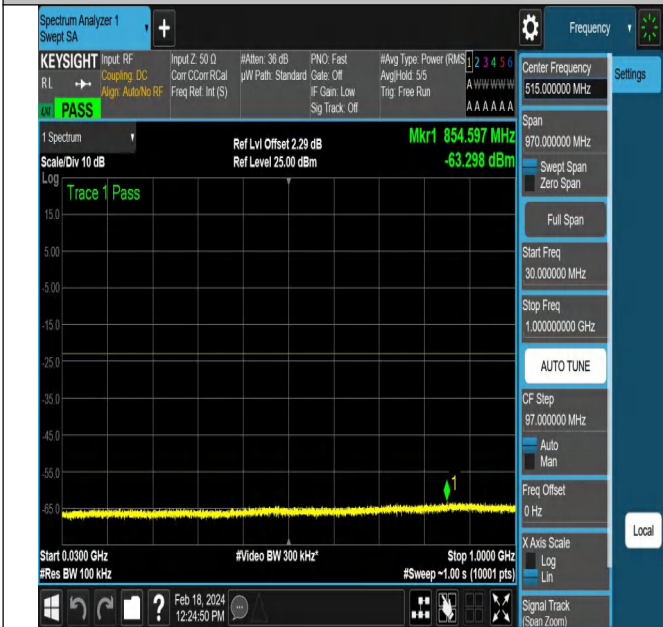 Spectrum Analyzer 1
Swept SA
Frequency
KEYSIGHT
RL
PASS
Input: RF
Coupling: DC
Align: Auto/No RF
Input Z: 50 Ω
Corr CCorr RCal
Freq Ref: Int (S)
#Atten: 36 dB
µW Path: Standard
PNO: Fast
Gate: Off
IF Gain: Low
Sig Track: Off
#Avg Type: Power (RMS
Avg|Hold: 5/5
Trig: Free Run
1 2 3 4 5 6
A W W W W W
A A A A A A
1 Spectrum
Scale/Div 10 dB
Ref Lvl Offset 2.29 dB
Ref Level 25.00 dBm
Mkr1 854.597 MHz
-63.298 dBm
Log
Trace 1 Pass
15.0
5.00
-5.00
-15.0
-25.0
-35.0
-45.0
-55.0
-65.0
1
Start 0.0300 GHz
#Res BW 100 kHz
#Video BW 300 kHz*
Stop 1.0000 GHz
#Sweep ~1.00 s (10001 pts)
Center Frequency
515.000000 MHz
Span
970.000000 MHz
Swept Span
Zero Span
Full Span
Start Freq
30.000000 MHz
Stop Freq
1.000000000 GHz
AUTO TUNE
CF Step
97.000000 MHz
Auto
Man
Freq Offset
0 Hz
X Axis Scale
Log
Lin
Signal Track
(Span Zoom)
Settings
Local
?
Feb 18, 2024
12:24:50 PM